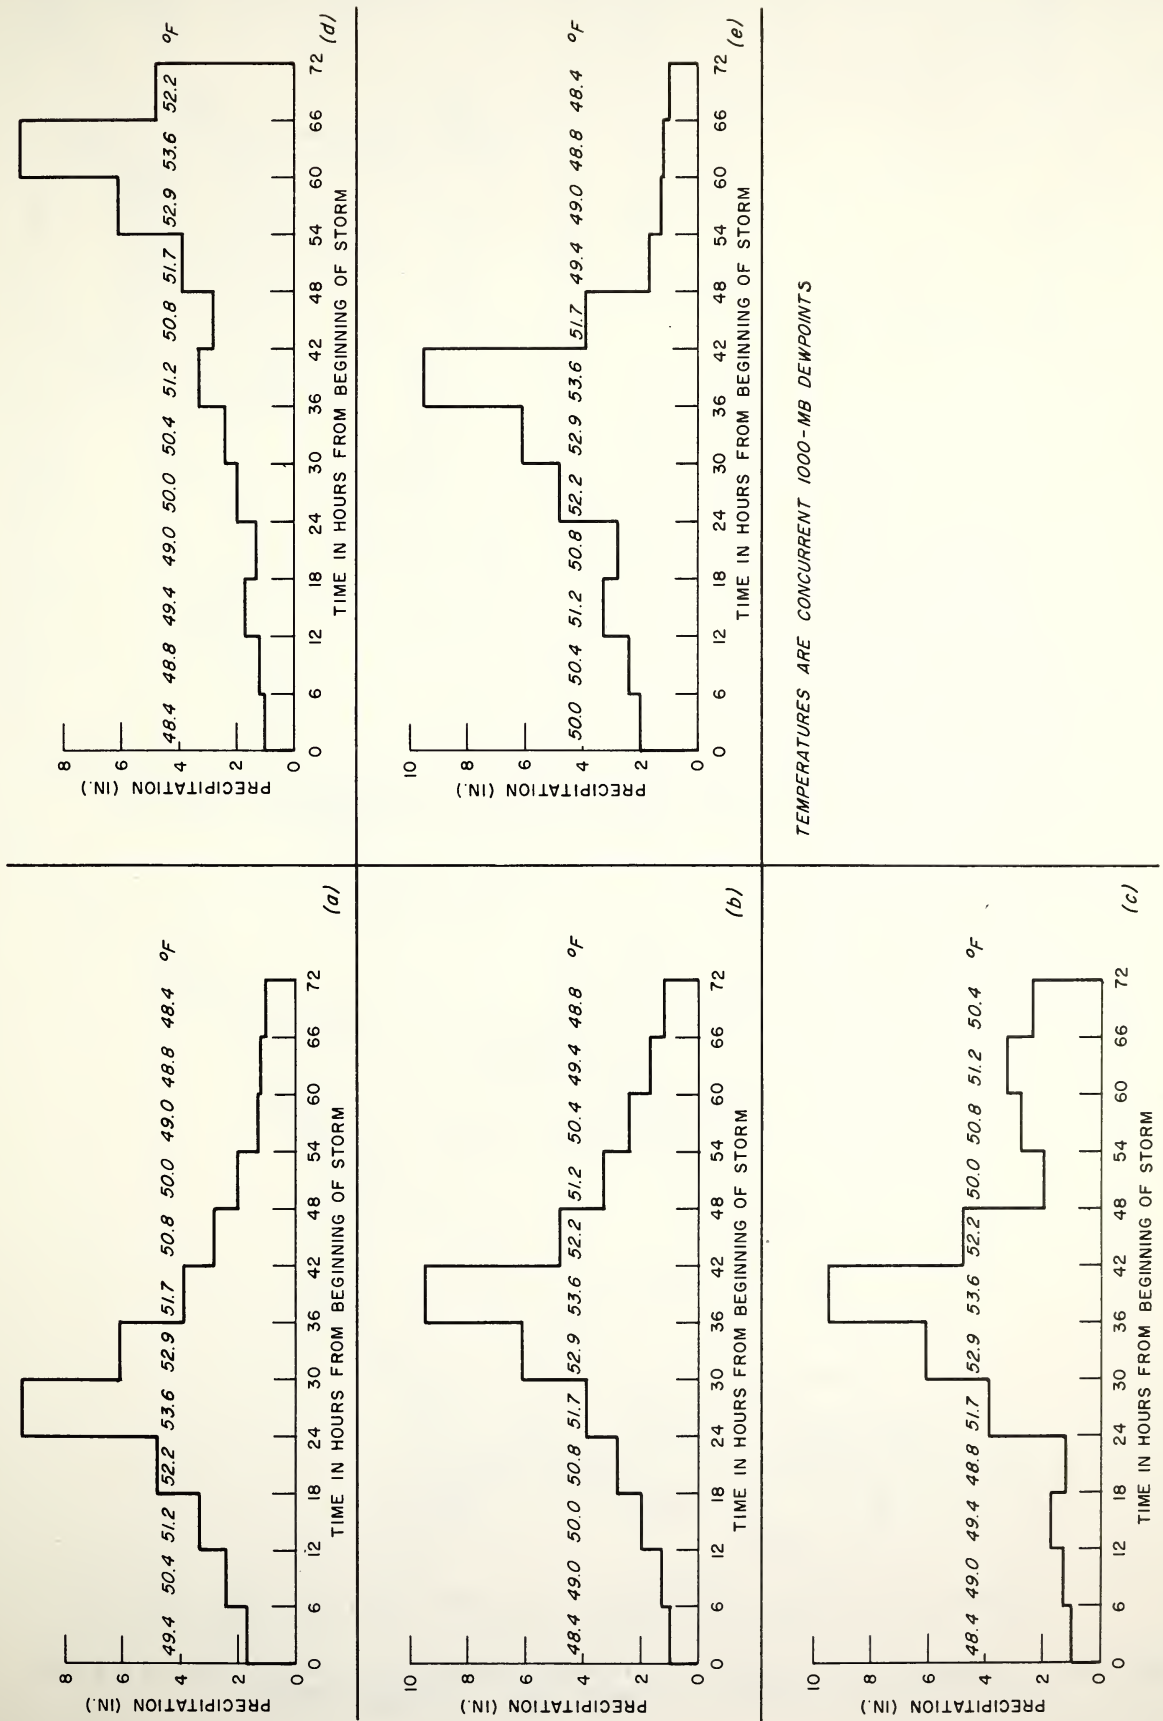 PRECIPITATION (IN.)
8
6
4
2
0
49.4 50.4 51.2 52.2 53.6 52.9 51.7 50.8 50.0 49.0 48.8 48.4 °F
0 6 12 18 24 30 36 42 48 54 60 66 72
TIME IN HOURS FROM BEGINNING OF STORM
(a)
PRECIPITATION (IN.)
10
8
6
4
2
0
48.4 49.0 50.0 50.8 51.7 52.9 53.6 52.2 51.2 50.4 49.4 48.8 °F
0 6 12 18 24 30 36 42 48 54 60 66 72
TIME IN HOURS FROM BEGINNING OF STORM
(b)
PRECIPITATION (IN.)
10
8
6
4
2
0
48.4 49.0 49.4 48.8 51.7 52.9 53.6 52.2 50.0 50.8 51.2 50.4 °F
0 6 12 18 24 30 36 42 48 54 60 66 72
TIME IN HOURS FROM BEGINNING OF STORM
(c)
PRECIPITATION (IN.)
8
6
4
2
0
48.4 48.8 49.4 49.0 50.0 50.4 51.2 50.8 51.7 52.9 53.6 52.2 °F
0 6 12 18 24 30 36 42 48 54 60 66 72
TIME IN HOURS FROM BEGINNING OF STORM
(d)
PRECIPITATION (IN.)
10
8
6
4
2
0
50.0 50.4 51.2 50.8 52.2 52.9 53.6 51.7 49.4 49.0 48.8 48.4 °F
0 6 12 18 24 30 36 42 48 54 60 66 72
TIME IN HOURS FROM BEGINNING OF STORM
(e)
TEMPERATURES ARE CONCURRENT 1000-MB DEWPOINTS